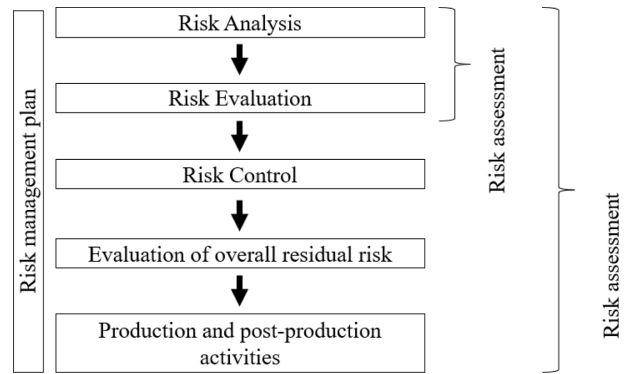 Risk Analysis
Risk Evaluation
Risk Control
Evaluation of overall residual risk
Production and post-production
activities
Risk management plan
Risk assessment
Risk assessment